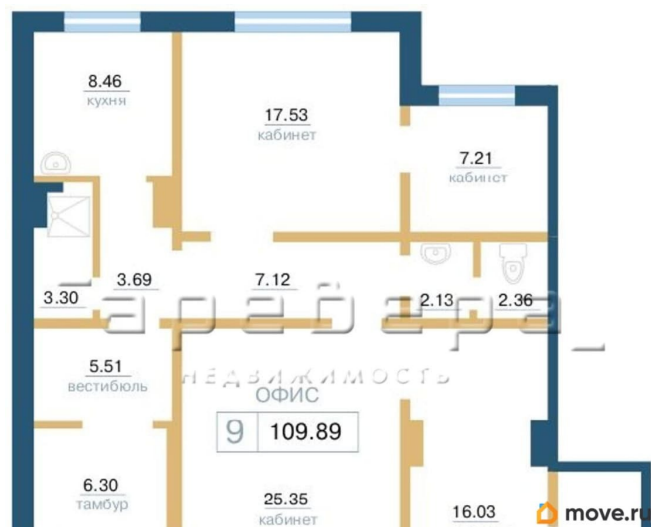 8.46
кухня
17.53
кабинет
7.21
кабинет
3.30
3.69
7.12
2.13
2.36
5.51
вестибюль
НЕДВИЖИМОСТЬ
ОФИС
9 109.89
6.30
тамбур
25.35
кабинет
16.03
move.ru